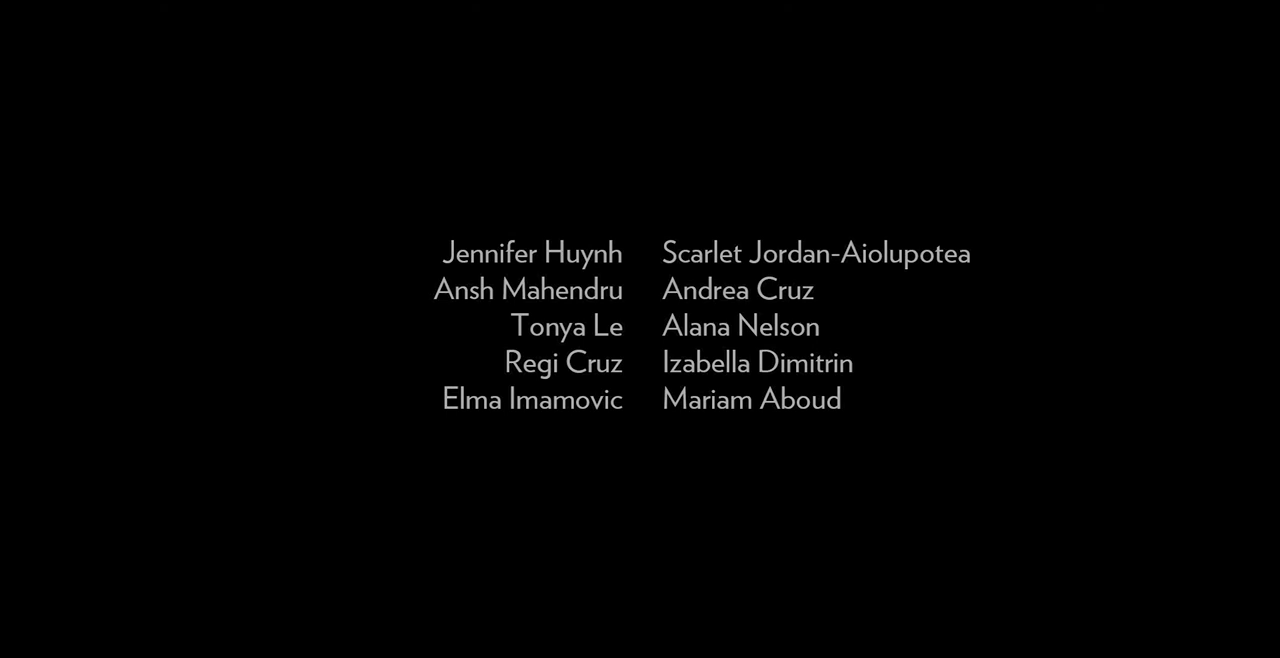 Jennifer Huynh Scarlet Jordan-Aiolupotea
Ansh Mahendru Andrea Cruz
Tonya Le Alana Nelson
Regi Cruz Izabella Dimitrin
Elma Imamovic Mariam Aboud